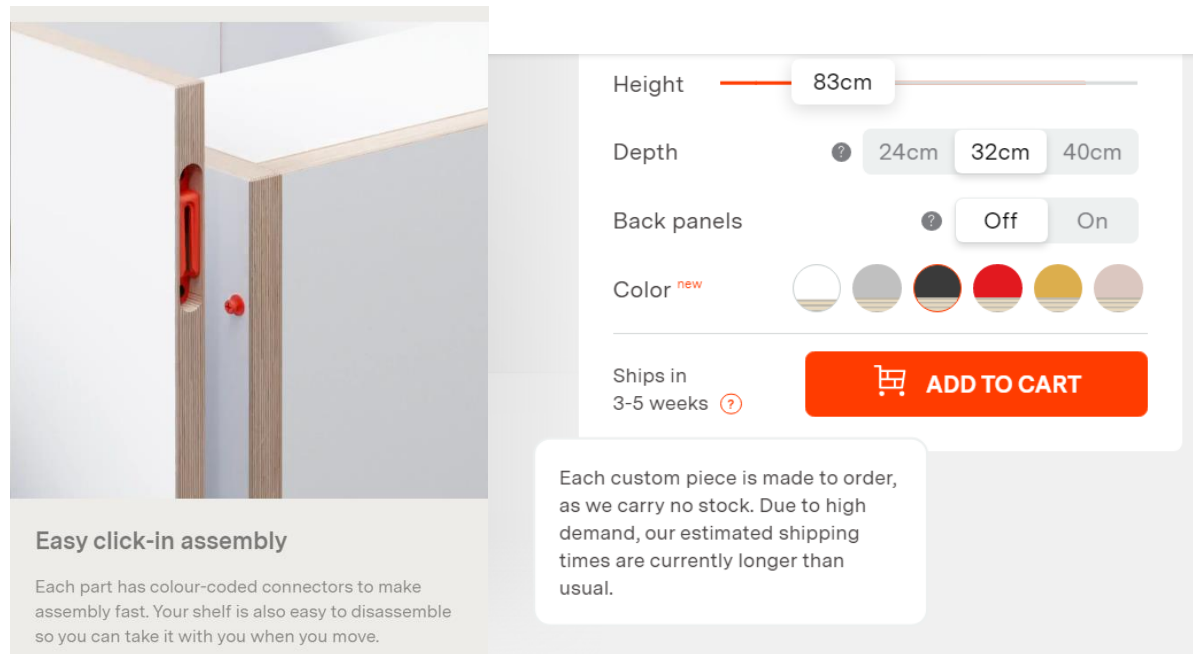 Easy click-in assembly
Each part has colour-coded connectors to make
assembly fast. Your shelf is also easy to disassemble
so you can take it with you when you move.
Height 83cm
Depth ? 24cm 32cm 40cm
Back panels ? Off On
Color new
Ships in
3-5 weeks ?
ADD TO CART
Each custom piece is made to order,
as we carry no stock. Due to high
demand, our estimated shipping
times are currently longer than
usual.